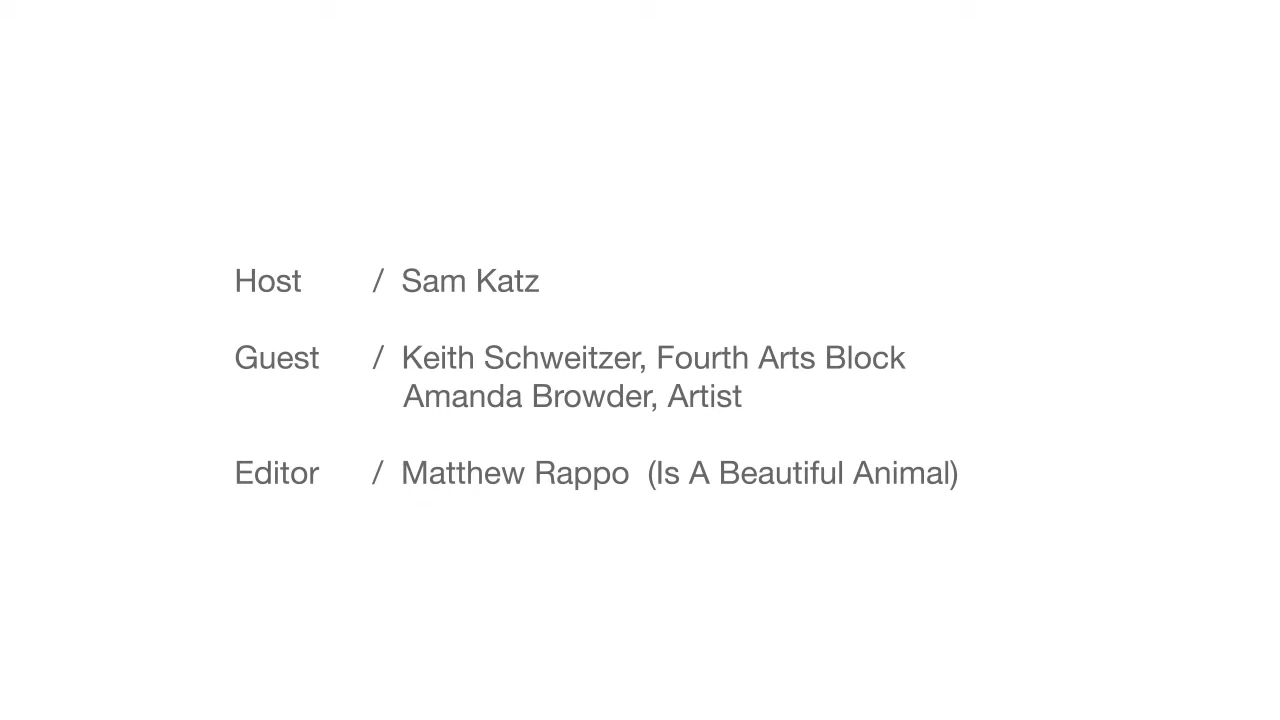 Host / Sam Katz
Guest / Keith Schweitzer, Fourth Arts Block
Amanda Browder, Artist
Editor / Matthew Rappo (Is A Beautiful Animal)